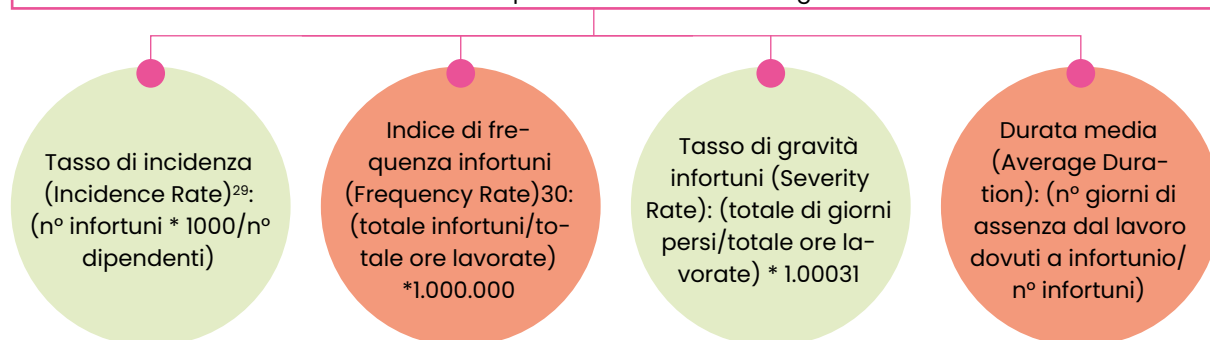 Tasso di incidenza
(Incidence Rate)²⁹:
(n° infortuni * 1000/n°
dipendenti)
Indice di fre-
quenza infortuni
(Frequency Rate)30:
(totale infortuni/to-
tale ore lavorate)
*1.000.000
Tasso di gravità
infortuni (Severity
Rate): (totale di giorni
persi/totale ore la-
vorate) * 1.00031
Durata media
(Average Dura-
tion): (n° giorni di
assenza dal lavoro
dovuti a infortunio/
n° infortuni)